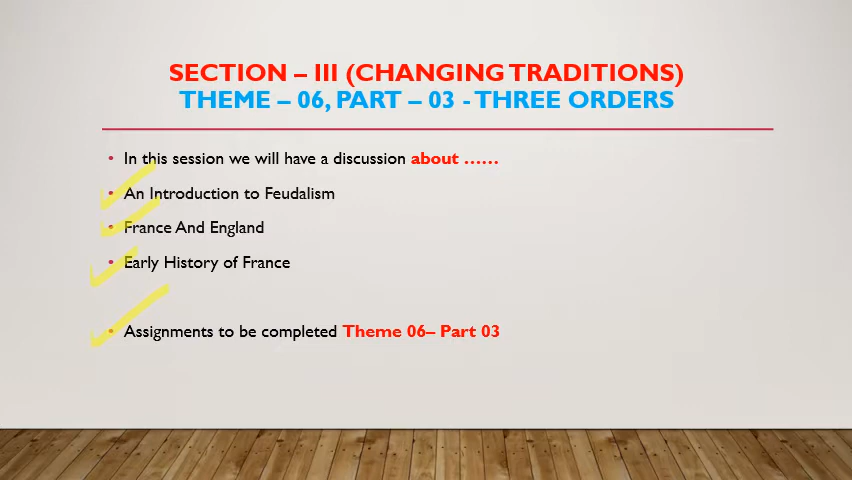 SECTION – III (CHANGING TRADITIONS)
THEME – 06, PART – 03 - THREE ORDERS
• In this session we will have a discussion about ……
• An Introduction to Feudalism
• France And England
• Early History of France
• Assignments to be completed Theme 06– Part 03